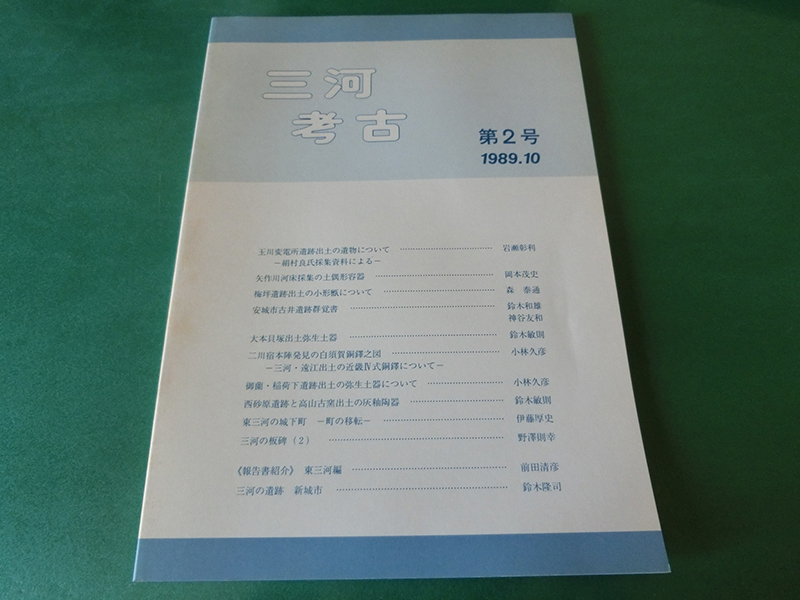 三河
考古
第2号
1989.10
玉川変電所遺跡出土の遺物について ………… 岩瀬彰利
－稲村良氏採集資料による－
矢作川河床採集の土偶形容器 ………… 岡本茂史
梅坪遺跡出土の小形甑について ………… 森 泰通
安城市古井遺跡群覚書 ………… 鈴木和雄
神谷友和
大本貝塚出土弥生土器 ………… 鈴木敏則
二川宿本陣発見の白須賀銅鐸之図 ………… 小林久彦
－三河・遠江出土の近畿Ⅳ式銅鐸について－
御衛・稲荷下遺跡出土の弥生土器について ………… 小林久彦
西砂原遺跡と高山古窯出土の灰釉陶器 ………… 鈴木敏則
東三河の城下町 －町の移転－ ………… 伊藤厚史
三河の板碑（2） ………… 野澤則幸
《報告書紹介》 東三河編 ………… 前田清彦
三河の遺跡 新城市 ………… 鈴木隆司